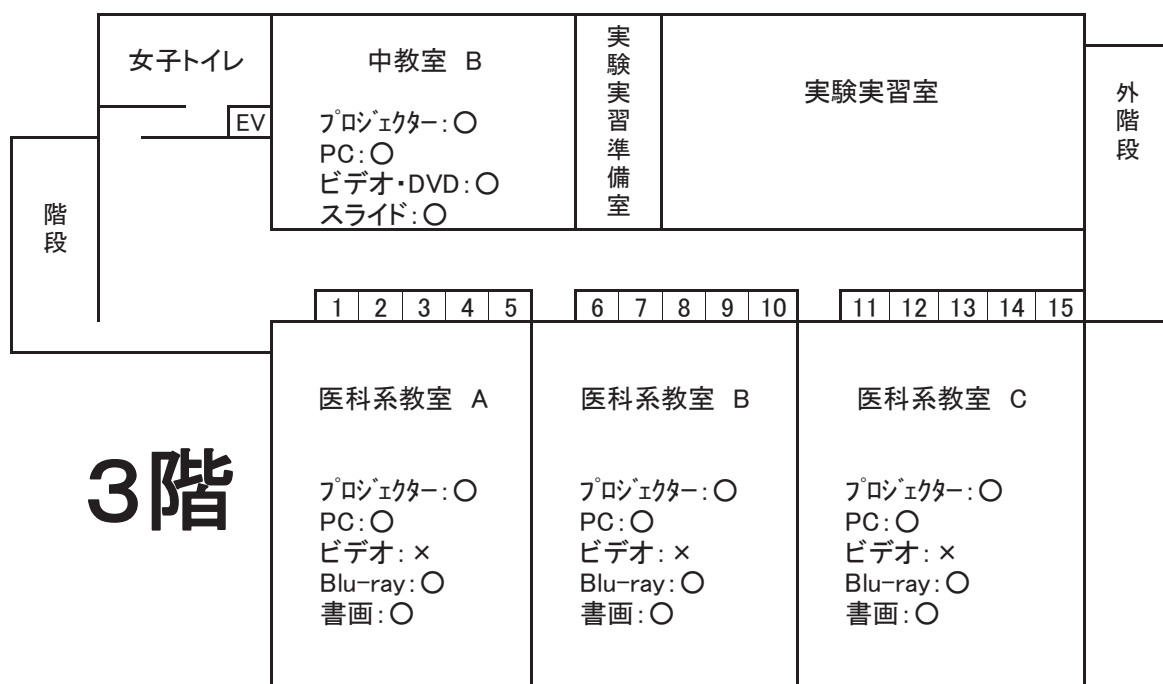 女子トイレ
EV
階段
中教室 B
プロジェクター:〇
PC:〇
ビデオ・DVD:〇
スライド:〇
実験実習準備室
実験実習室
外階段
1 2 3 4 5
6 7 8 9 10
11 12 13 14 15
3階
医科系教室 A
プロジェクター:〇
PC:〇
ビデオ:×
Blu-ray:〇
書画:〇
医科系教室 B
プロジェクター:〇
PC:〇
ビデオ:×
Blu-ray:〇
書画:〇
医科系教室 C
プロジェクター:〇
PC:〇
ビデオ:×
Blu-ray:〇
書画:〇